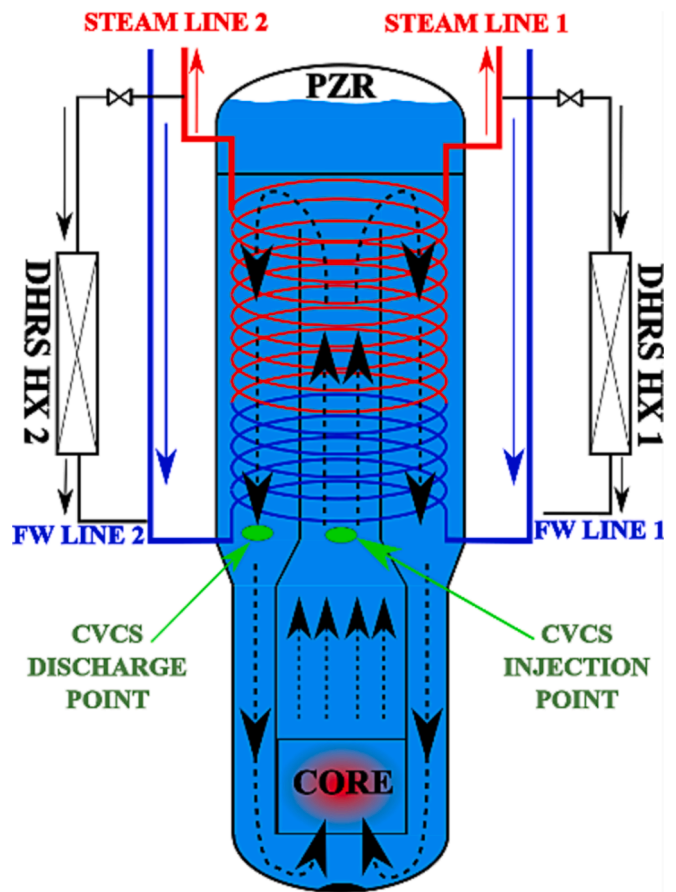 STEAM LINE 2
STEAM LINE 1
PZR
DHRS HX 2
DHRS HX 1
FW LINE 2
FW LINE 1
CVCS
DISCHARGE
POINT
CVCS
INJECTION
POINT
CORE